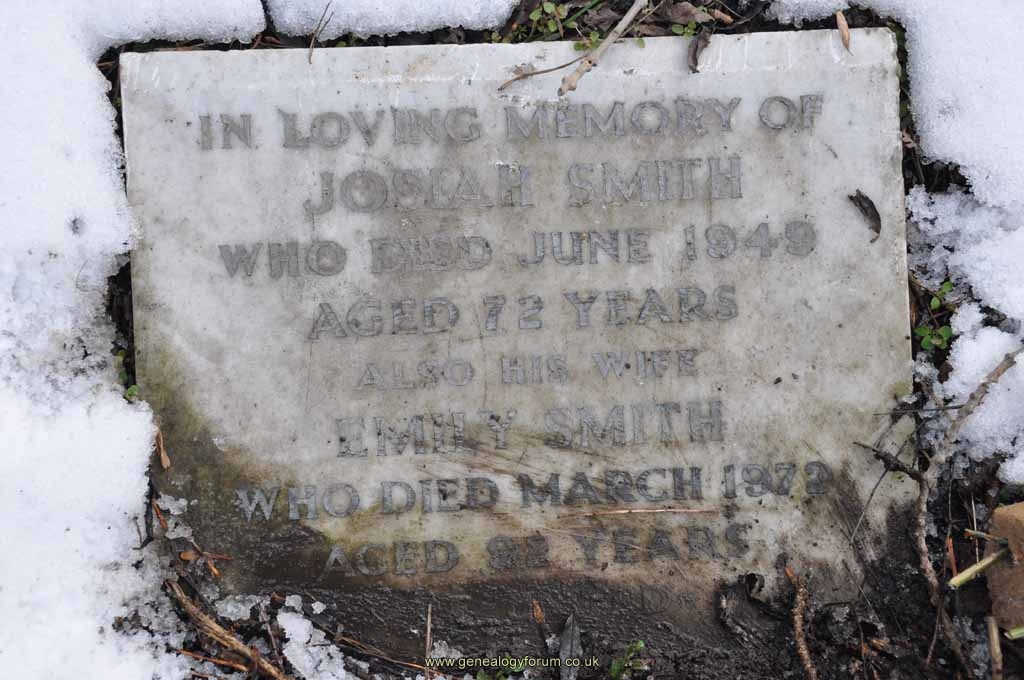 IN LOVING MEMORY OF
JOSIAH SMITH
WHO DIED JUNE 1949
AGED 72 YEARS
ALSO HIS WIFE
EMILY SMITH
WHO DIED MARCH
AGED YEARS
www.genealogyforum.co.uk